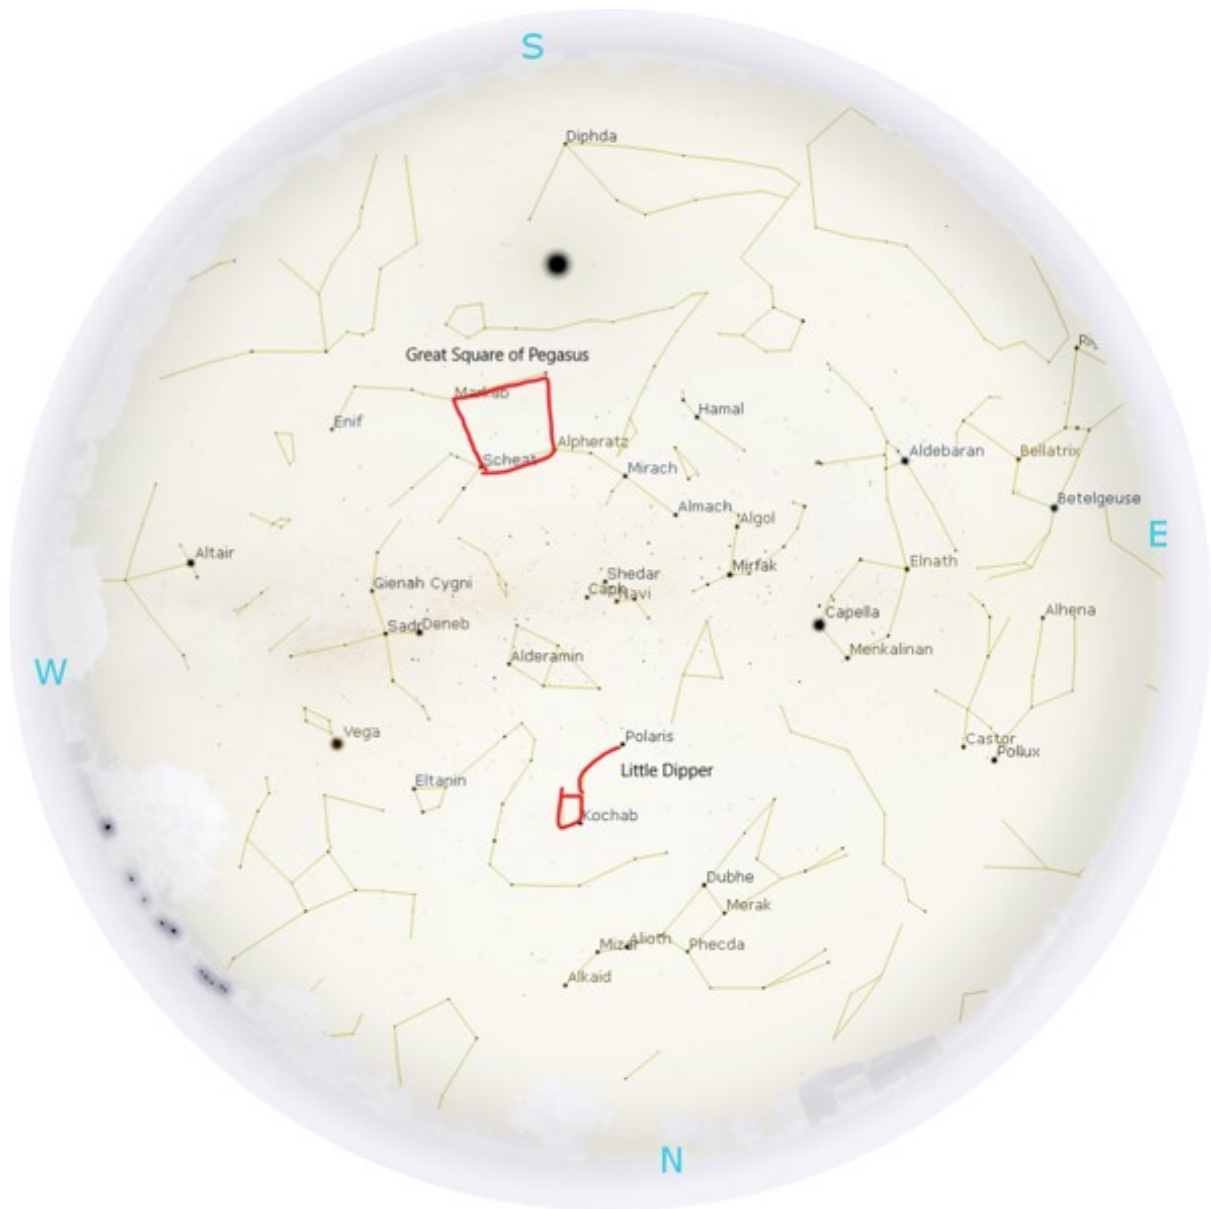 S
Diphda
Great Square of Pegasus
Markab
Enif
Hamal
Alpheratz
Scheat
Mirach
Aldebaran
Bellatrix
Betelgeuse
Almach
Algol
E
Altair
Elnath
Mirfak
Shedar
Gienah Cygni
Caph
Navi
Capella
Alhena
Sadr
Deneb
Menkalinan
Alderamin
W
Vega
Polaris
Castor
Pollux
Little Dipper
Eltanin
Kochab
Dubhe
Merak
Mizar
Alioth
Phecda
Alkaid
N